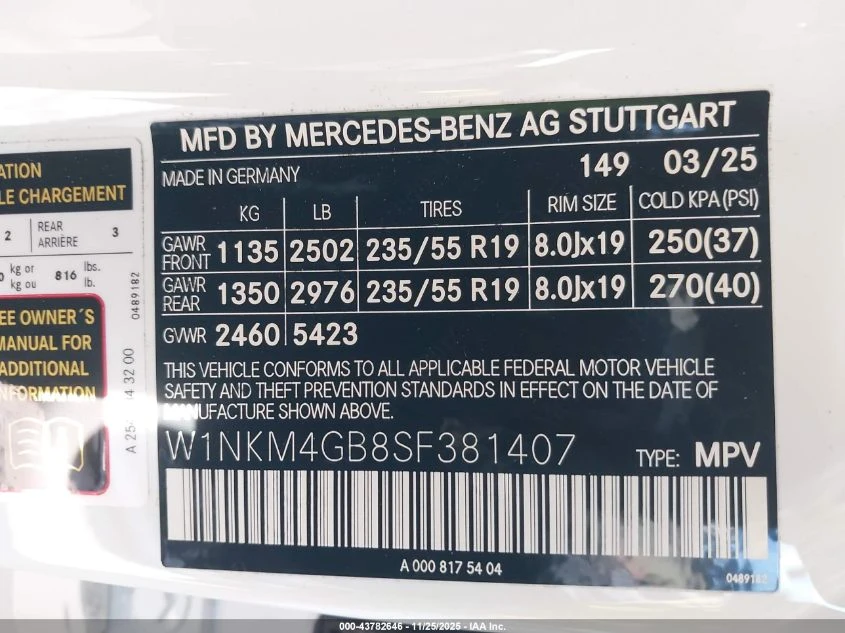 ATION
LE CHARGEMENT
2 REAR ARRIÈRE 3
kg or kg ou 816 lbs. lb.
EE OWNER´S
MANUAL FOR
ADDITIONAL
INFORMATION
0489182
MFD BY MERCEDES-BENZ AG STUTTGART
MADE IN GERMANY 149 03/25
KG LB TIRES RIM SIZE COLD KPA (PSI)
GAWR FRONT 1135 2502 235/55 R19 8.0Jx19 250(37)
GAWR REAR 1350 2976 235/55 R19 8.0Jx19 270(40)
GVWR 2460 5423
THIS VEHICLE CONFORMS TO ALL APPLICABLE FEDERAL MOTOR VEHICLE
SAFETY AND THEFT PREVENTION STANDARDS IN EFFECT ON THE DATE OF
MANUFACTURE SHOWN ABOVE.
W1NKM4GB8SF381407 TYPE: MPV
A 000 817 54 04
0489182
000-43782646 - 11/25/2025 - IAA Inc.